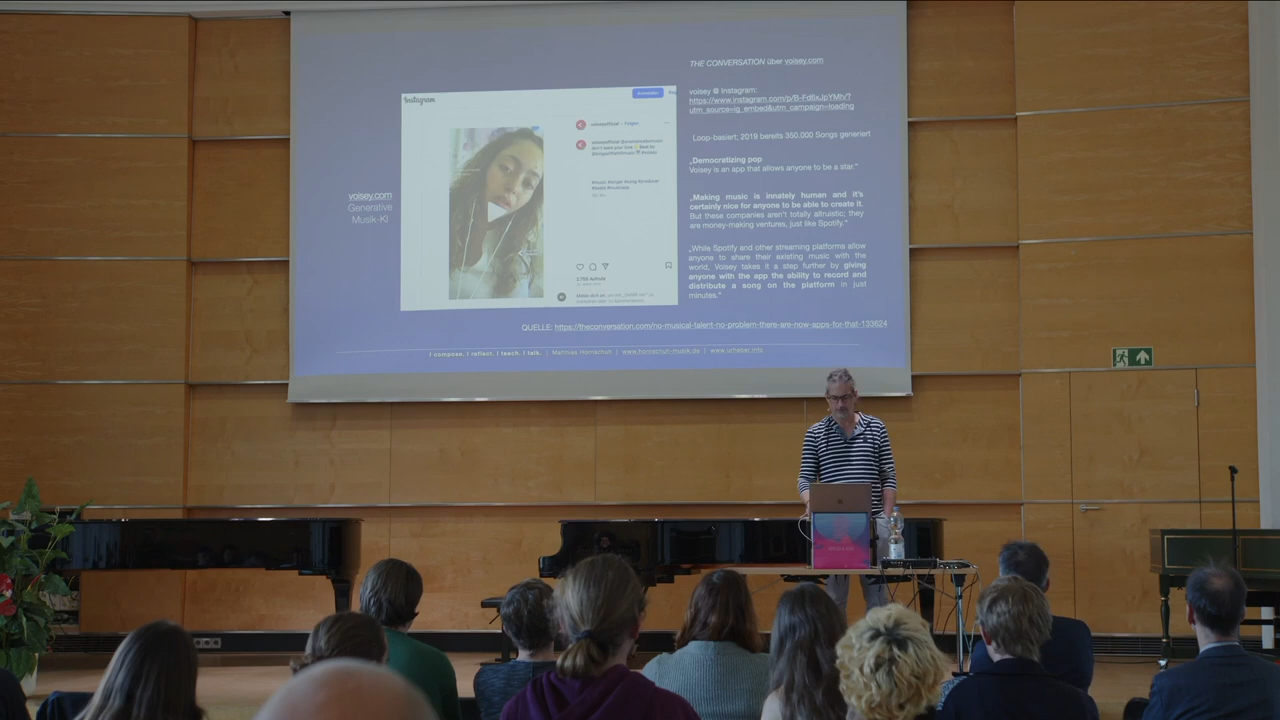 THE CONVERSATION über voisey.com
voisey @ Instagram:
https://www.instagram.com/p/B-Fd6xJpYMh/?
utm_source=ig_embed&utm_campaign=loading
Loop-basiert; 2019 bereits 350.000 Songs generiert
„Democratizing pop
Voisey is an app that allows anyone to be a star."
„Making music is innately human and it's
certainly nice for anyone to be able to create it.
But these companies aren't totally altruistic; they
are money-making ventures, just like Spotify."
„While Spotify and other streaming platforms allow
anyone to share their existing music with the
world, Voisey takes it a step further by giving
anyone with the app the ability to record and
distribute a song on the platform in just
minutes."
voisey.com
Generative
Musik-KI
Instagram
Anmelden
voiseyofficial • Folgen
QUELLE: https://theconversation.com/no-musical-talent-no-problem-there-are-now-apps-for-that-133624
I compose. I reflect. I teach. I talk. | Matthias Hornschuh | www.hornschuh-musik.de | www.urheber.info